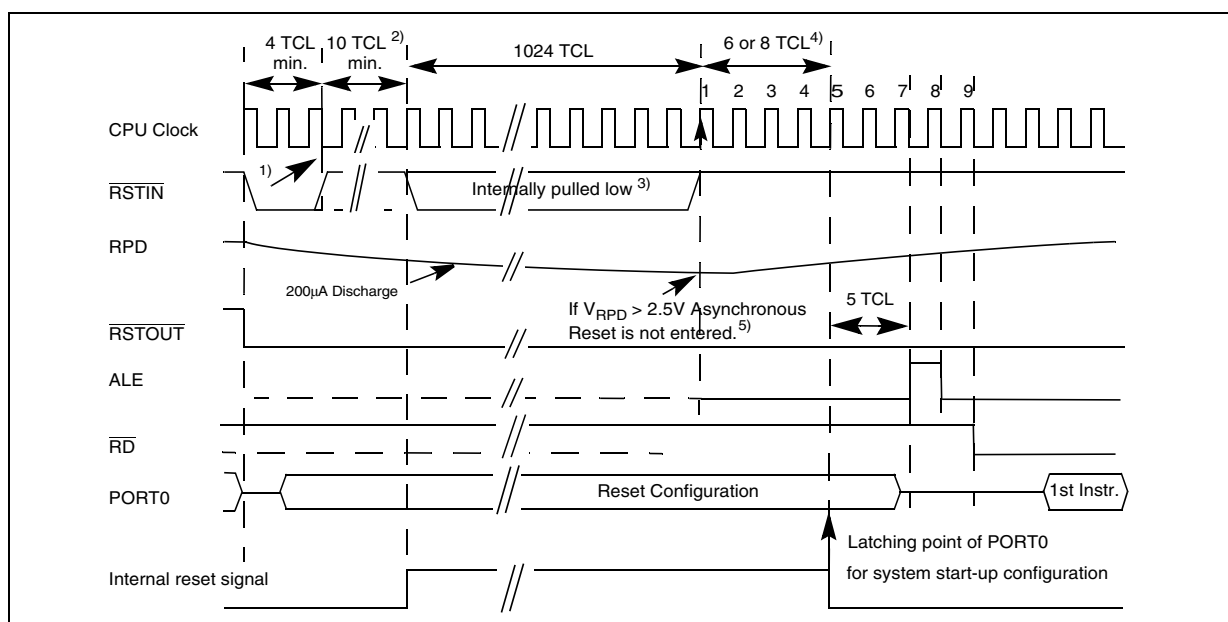 4 TCL min.
10 TCL 2) min.
1024 TCL
6 or 8 TCL4)
1 2 3 4 5 6 7 8 9
CPU Clock
1)
RSTIN
Internally pulled low 3)
RPD
200μA Discharge
If VRPD > 2.5V Asynchronous
Reset is not entered.5)
5 TCL
RSTOUT
ALE
RD
PORT0
Reset Configuration
1st Instr.
Latching point of PORT0
for system start-up configuration
Internal reset signal